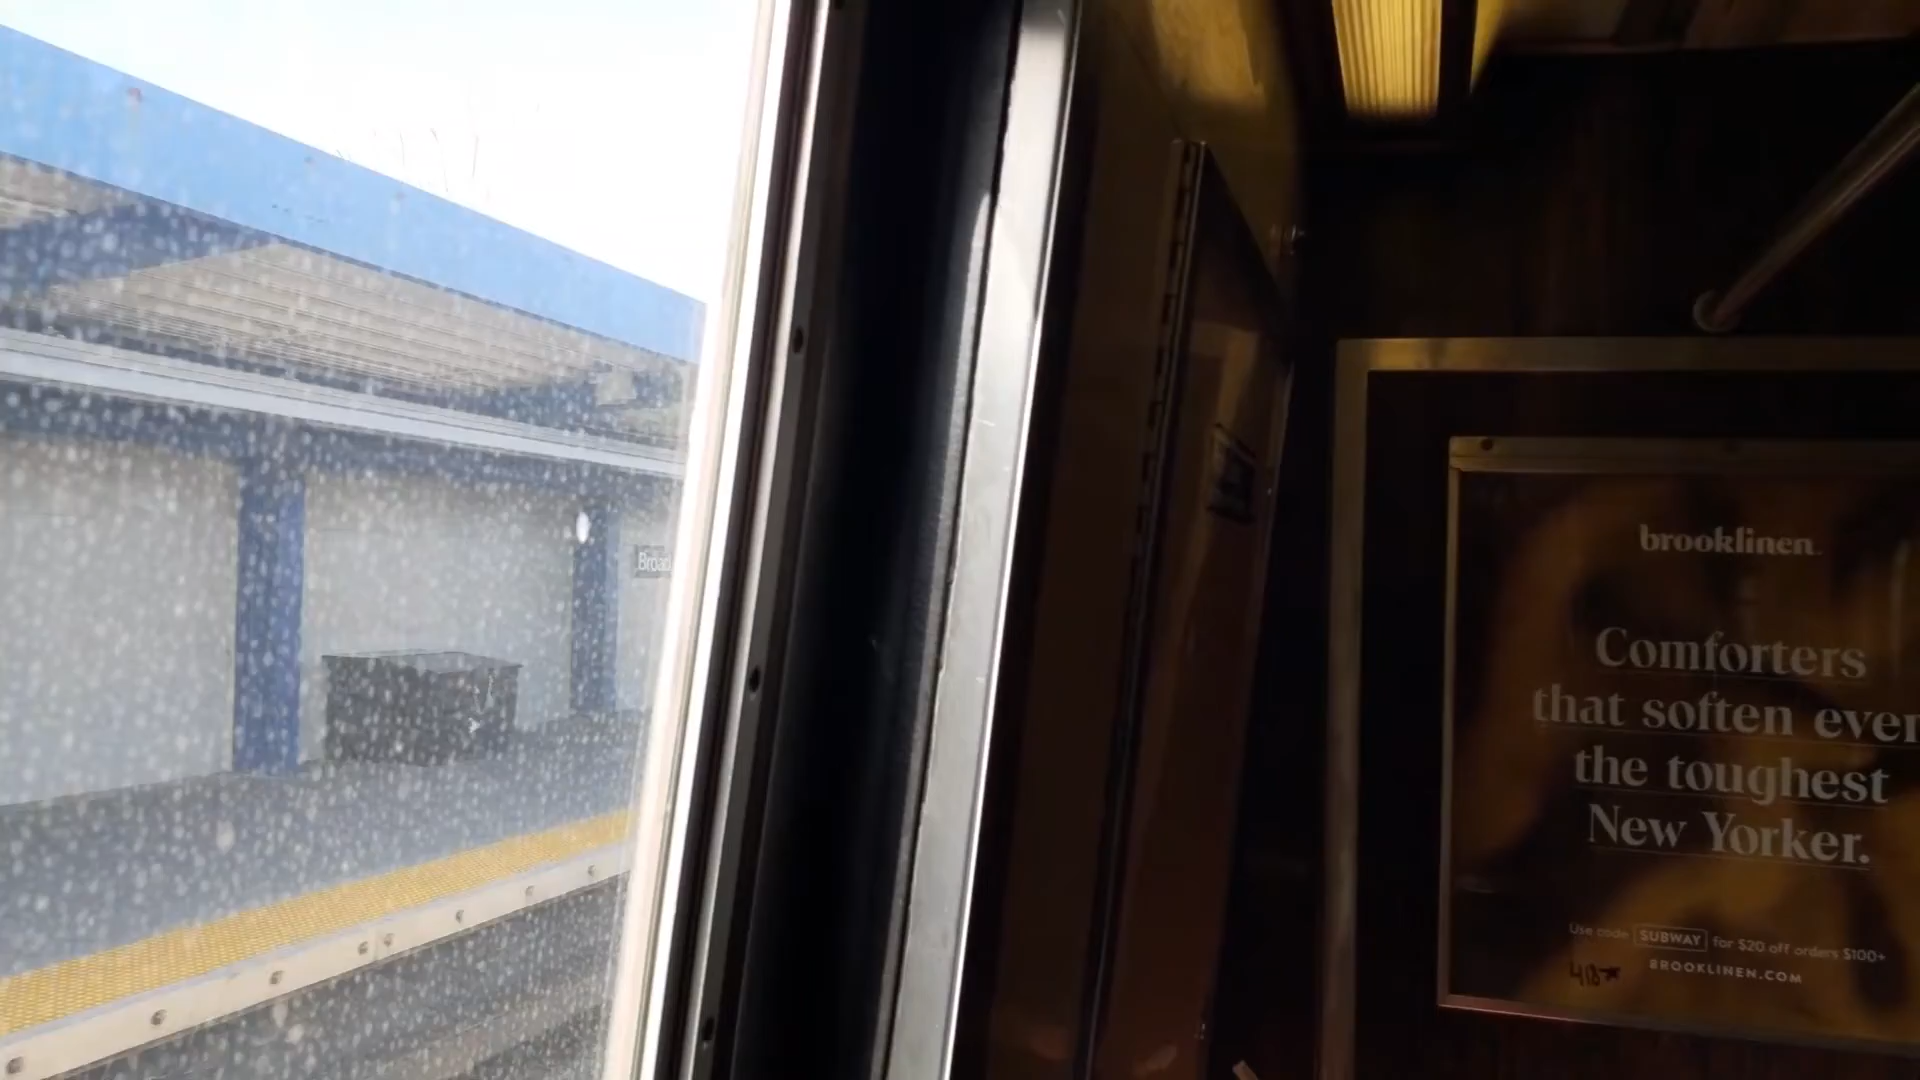 Broad
brooklinen
Comforters
that soften even
the toughest
New Yorker.
Use code SUBWAY for $20 off orders $100+
BROOKLINEN.COM